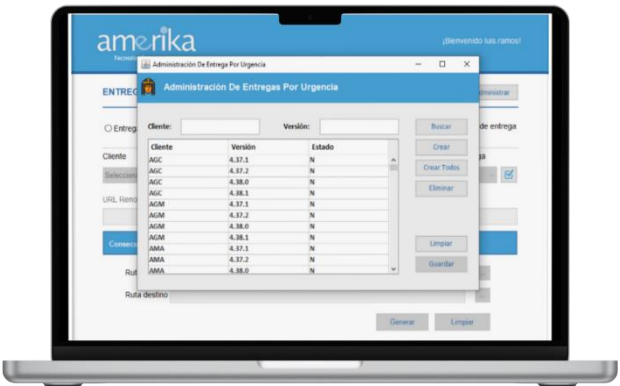 amerika
¡Bienvenido luis.ramos!
Administración De Entrega Por Urgencia
Administración De Entregas Por Urgencia
ENTREG
Administrar
Cliente:
Versión:
Buscar
Entreg
de entrega
Cliente Versión Estado
Crear
Cliente
AGC 4.37.1 N
AGC 4.37.2 N
Crear Todos
AGC 4.38.0 N
AGC 4.38.1 N
Eliminar
URL Reno
AGM 4.37.1 N
AGM 4.37.2 N
AGM 4.38.0 N
AGM 4.38.1 N
AMA 4.37.1 N
Limpiar
AMA 4.37.2 N
AMA 4.38.0 N
Guardar
Rut
Ruta destino
Generar
Limpiar